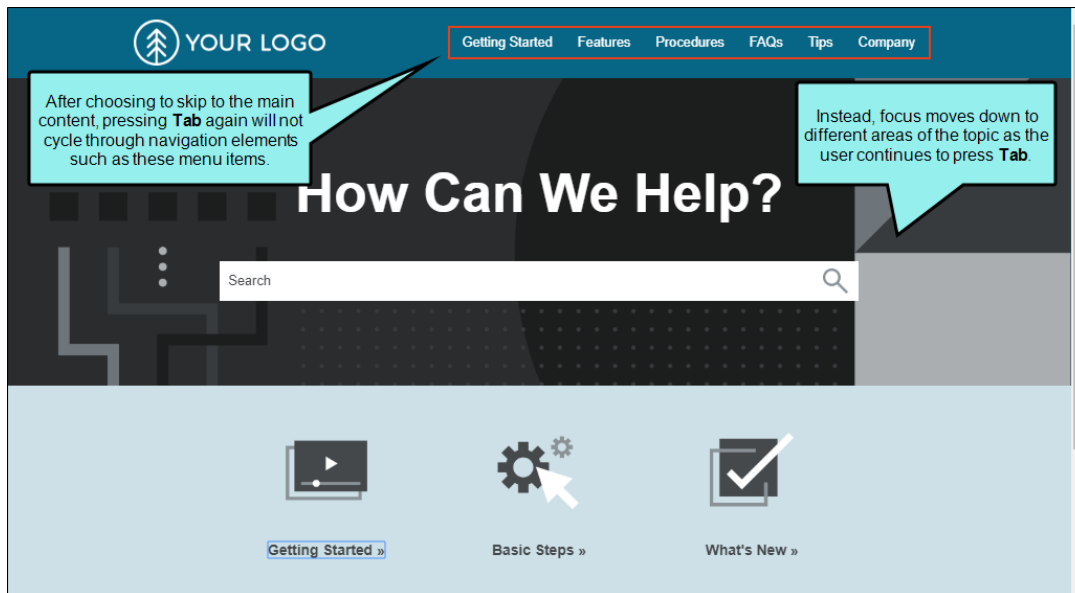 YOUR LOGO
Getting Started Features Procedures FAQs Tips Company
After choosing to skip to the main
content, pressing Tab again will not
cycle through navigation elements
such as these menu items.
Instead, focus moves down to
different areas of the topic as the
user continues to press Tab.
How Can We Help?
Search
Getting Started »
Basic Steps »
What's New »